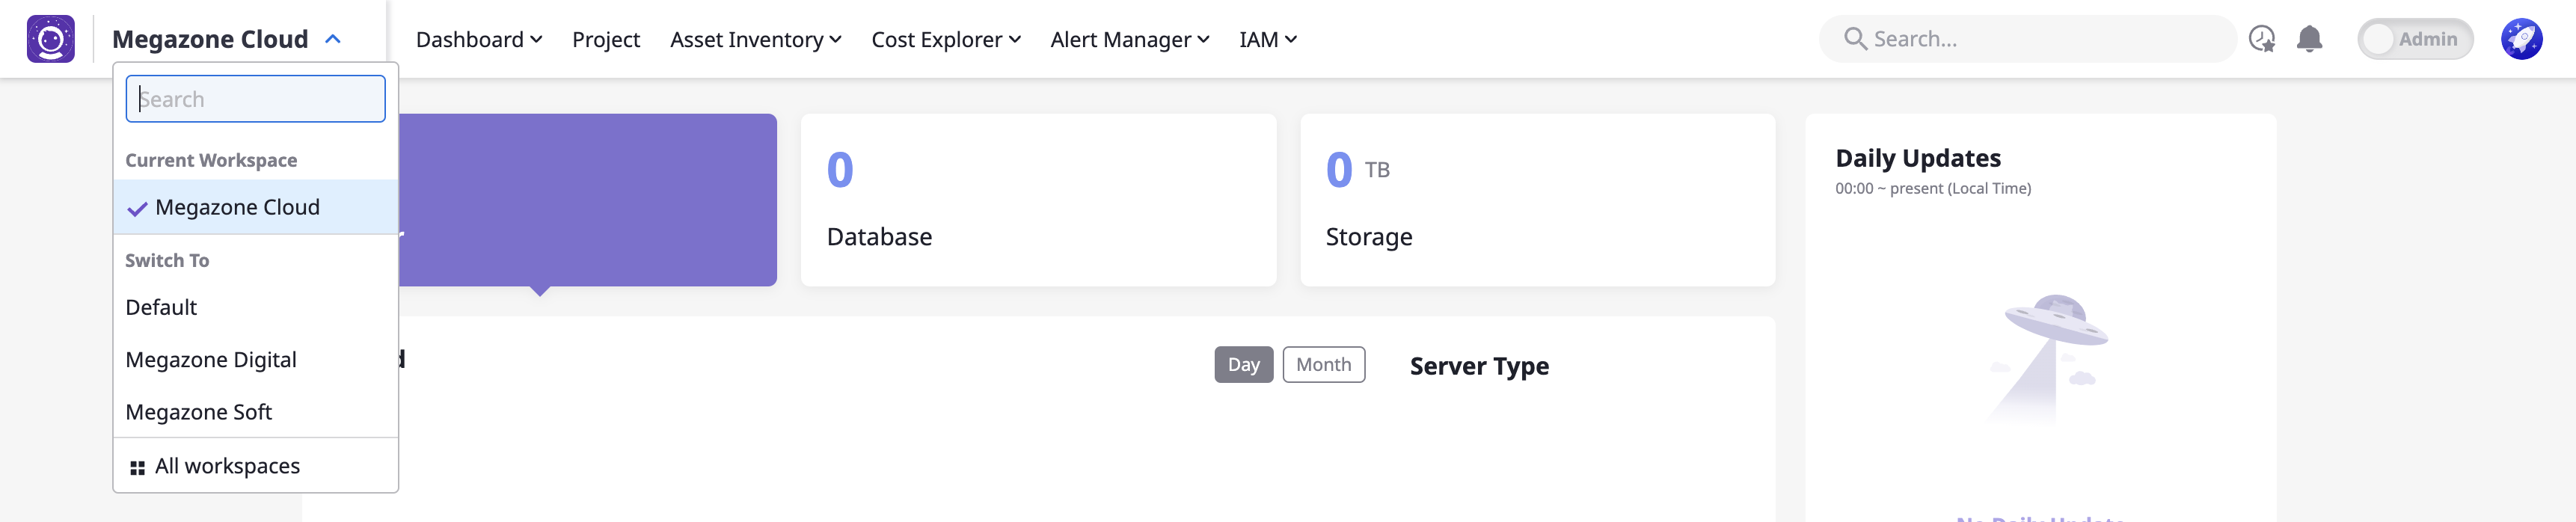 Megazone Cloud
Dashboard Project Asset Inventory Cost Explorer Alert Manager IAM
Search...
Admin
Search
Current Workspace
Megazone Cloud
Switch To
Default
Megazone Digital
Megazone Soft
All workspaces
0
Database
0 TB
Storage
Day Month
Server Type
Daily Updates
00:00 ~ present (Local Time)